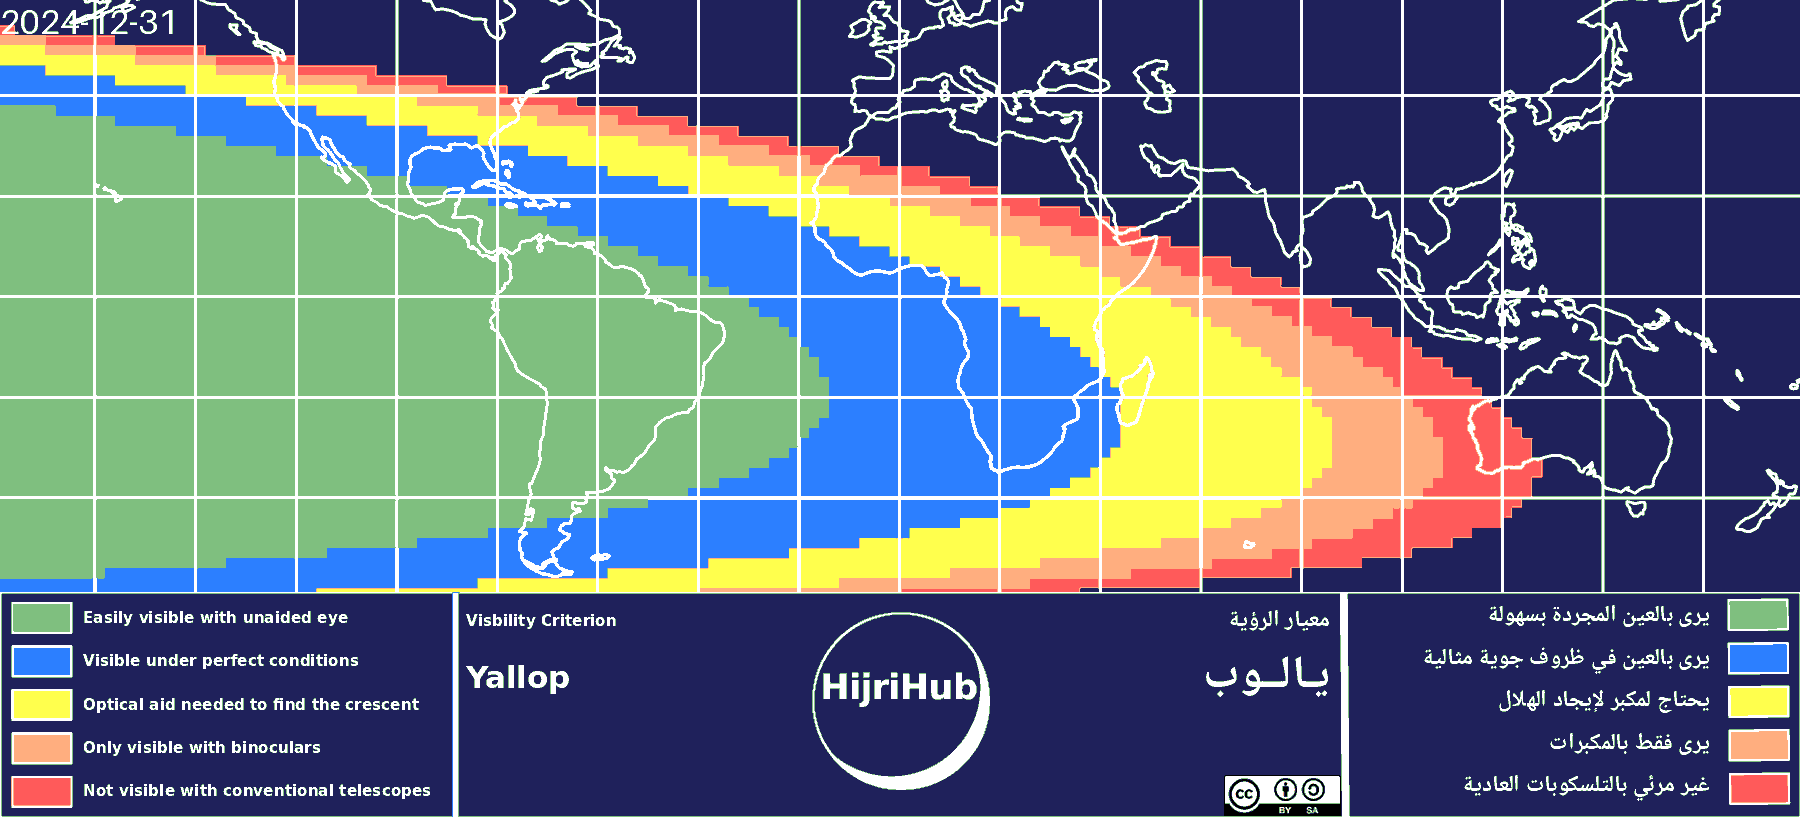 2024-12-31
Easily visible with unaided eye
Visible under perfect conditions
Optical aid needed to find the crescent
Only visible with binoculars
Not visible with conventional telescopes
Visbility Criterion
Yallop
HijriHub
معيار الرؤية
يـالـوب
cc
BY SA
يرى بالعين المجردة بسهولة
يرى بالعين في ظروف جوية مثالية
يحتاج لمكبر لإيجاد الهلال
يرى فقط بالمكبرات
غير مرئي بالتلسكوبات العادية